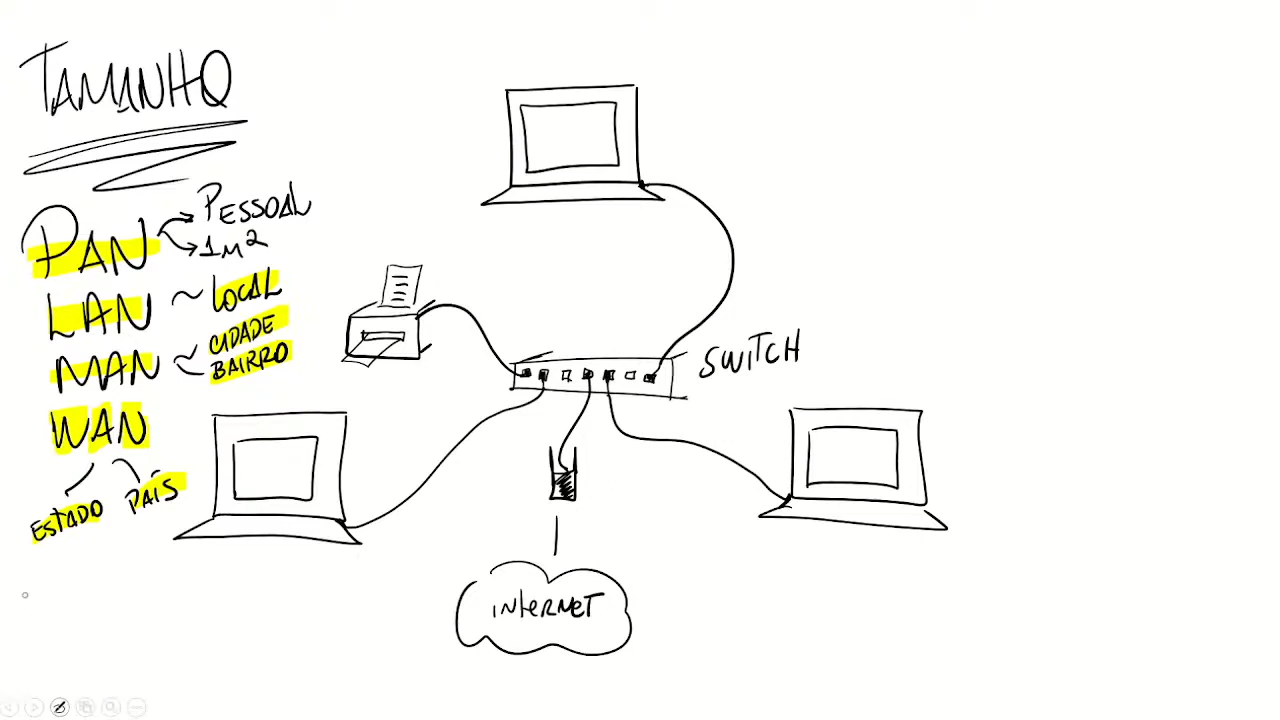 TAMANHO
PAN
PESSOAL
1M²
LAN ~ LOCAL
MAN ~ CIDADE
BAIRRO
WAN
ESTADO PAÍS
SWITCH
INTERNET